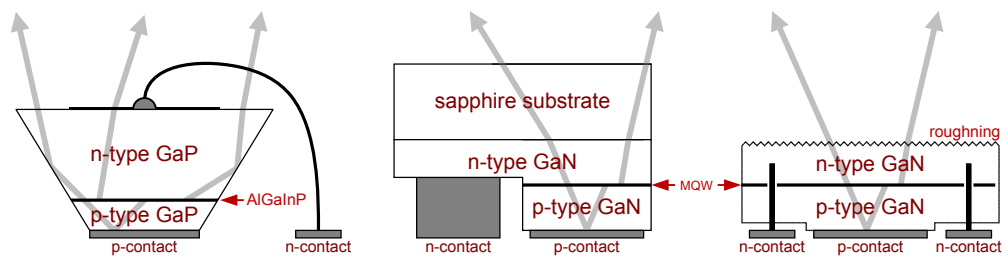 n-type GaP
AlGaInP
p-type GaP
p-contact
n-contact
sapphire substrate
n-type GaN
MQW
p-type GaN
n-contact
p-contact
roughning
n-type GaN
p-type GaN
n-contact
p-contact
n-contact